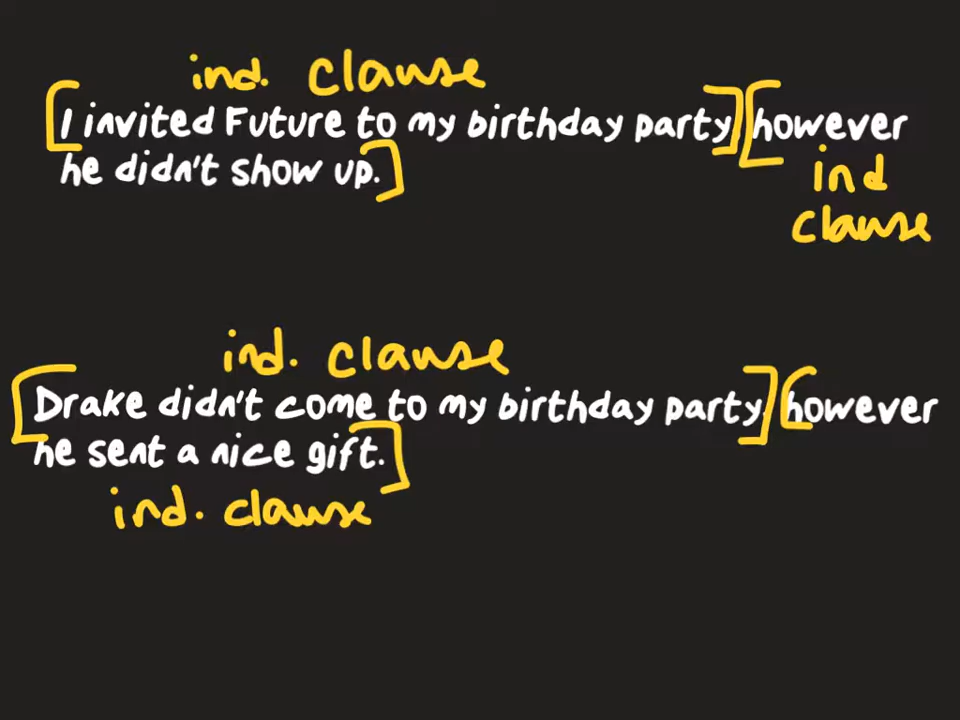 ind. clause
I invited Future to my birthday party however
he didn't show up.
ind
clause
ind. clause
Drake didn't come to my birthday party however
he sent a nice gift.
ind. clause